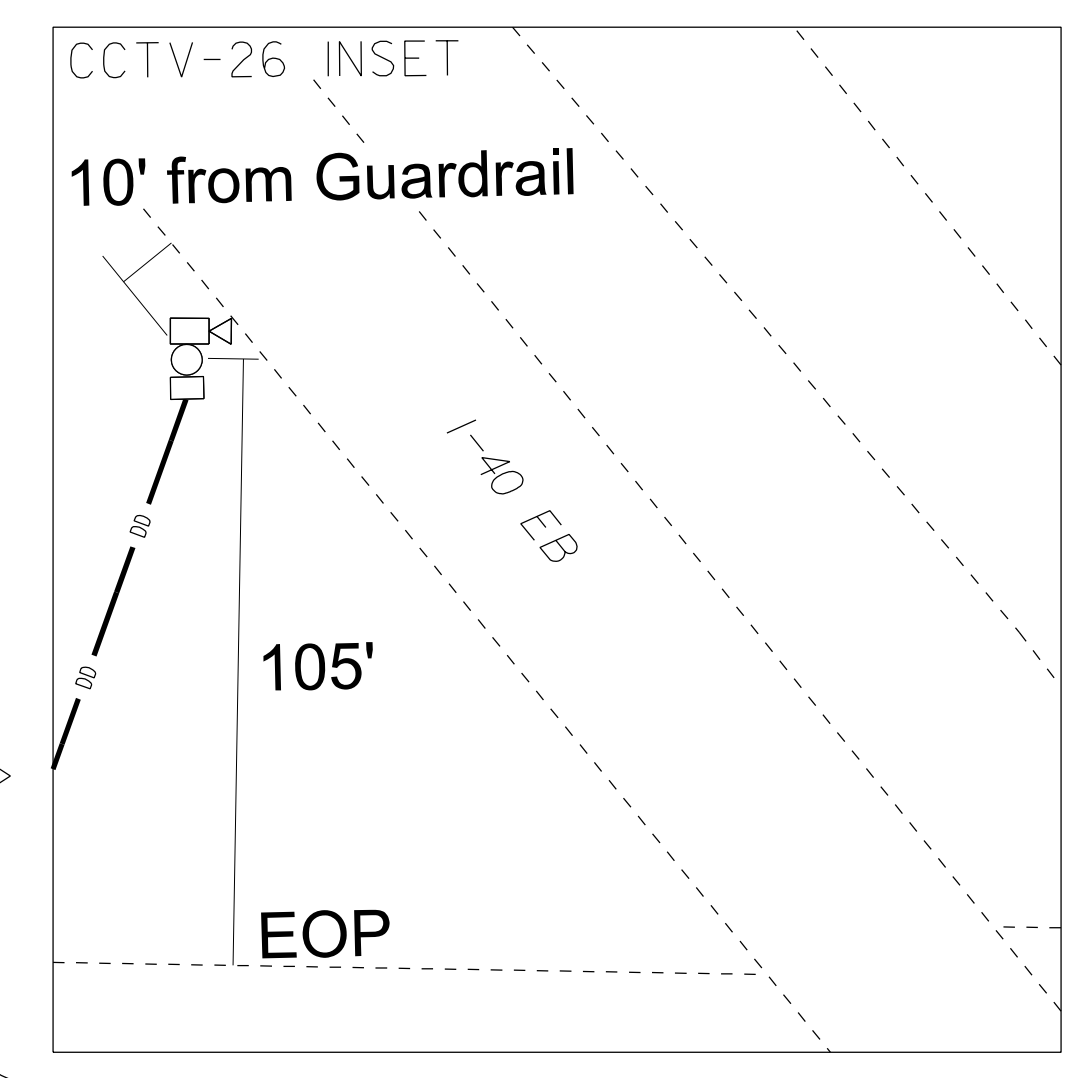 CCTV-26 INSET
10' from Guardrail
I-40 EB
DD
105'
DD
EOP